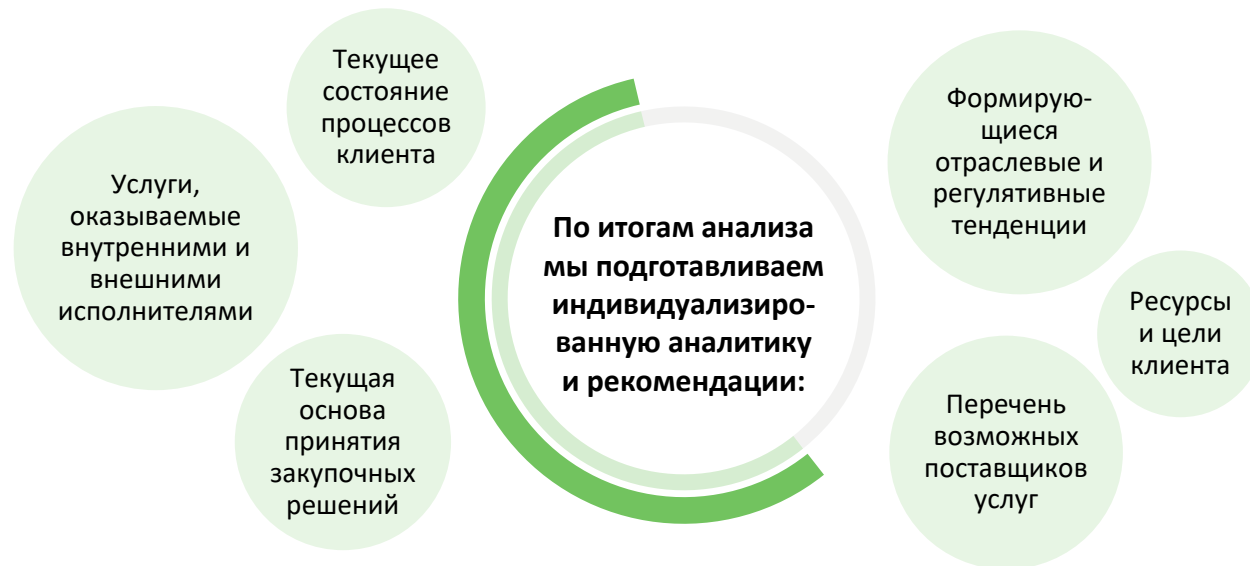 Текущее
состояние
процессов
клиента
Услуги,
оказываемые
внутренними и
внешними
исполнителями
Текущая
основа
принятия
закупочных
решений
По итогам анализа
мы подготавливаем
индивидуализиро-
ванную аналитику
и рекомендации:
Формирую-
щиеся
отраслевые и
регулятивные
тенденции
Ресурсы
и цели
клиента
Перечень
возможных
поставщиков
услуг